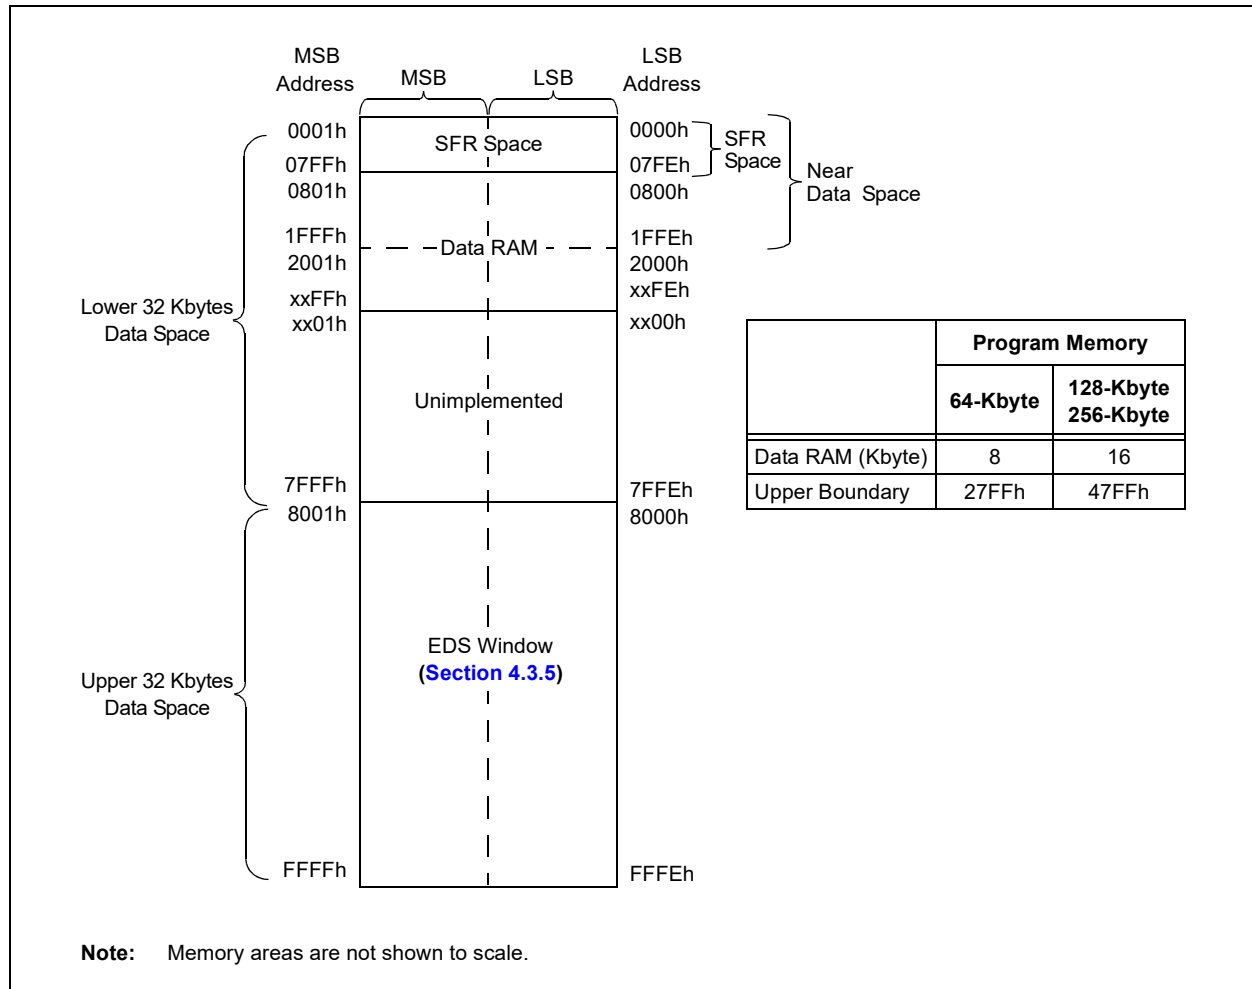 MSB
Address
MSB
LSB
LSB
Address
0001h
SFR Space
0000h
SFR
Space
07FFh
07FEh
Near
Data Space
0801h
0800h
1FFFh
1FFEh
Data RAM
2001h
2000h
xxFFh
xxFEh
Lower 32 Kbytes
Data Space
xx01h
xx00h
Unimplemented
7FFFh
7FFEh
8001h
8000h
Program Memory
64-Kbyte
128-Kbyte
256-Kbyte
Data RAM (Kbyte) 8 16
Upper Boundary 27FFh 47FFh
EDS Window
(Section 4.3.5)
Upper 32 Kbytes
Data Space
FFFFh
FFFEh
Note: Memory areas are not shown to scale.